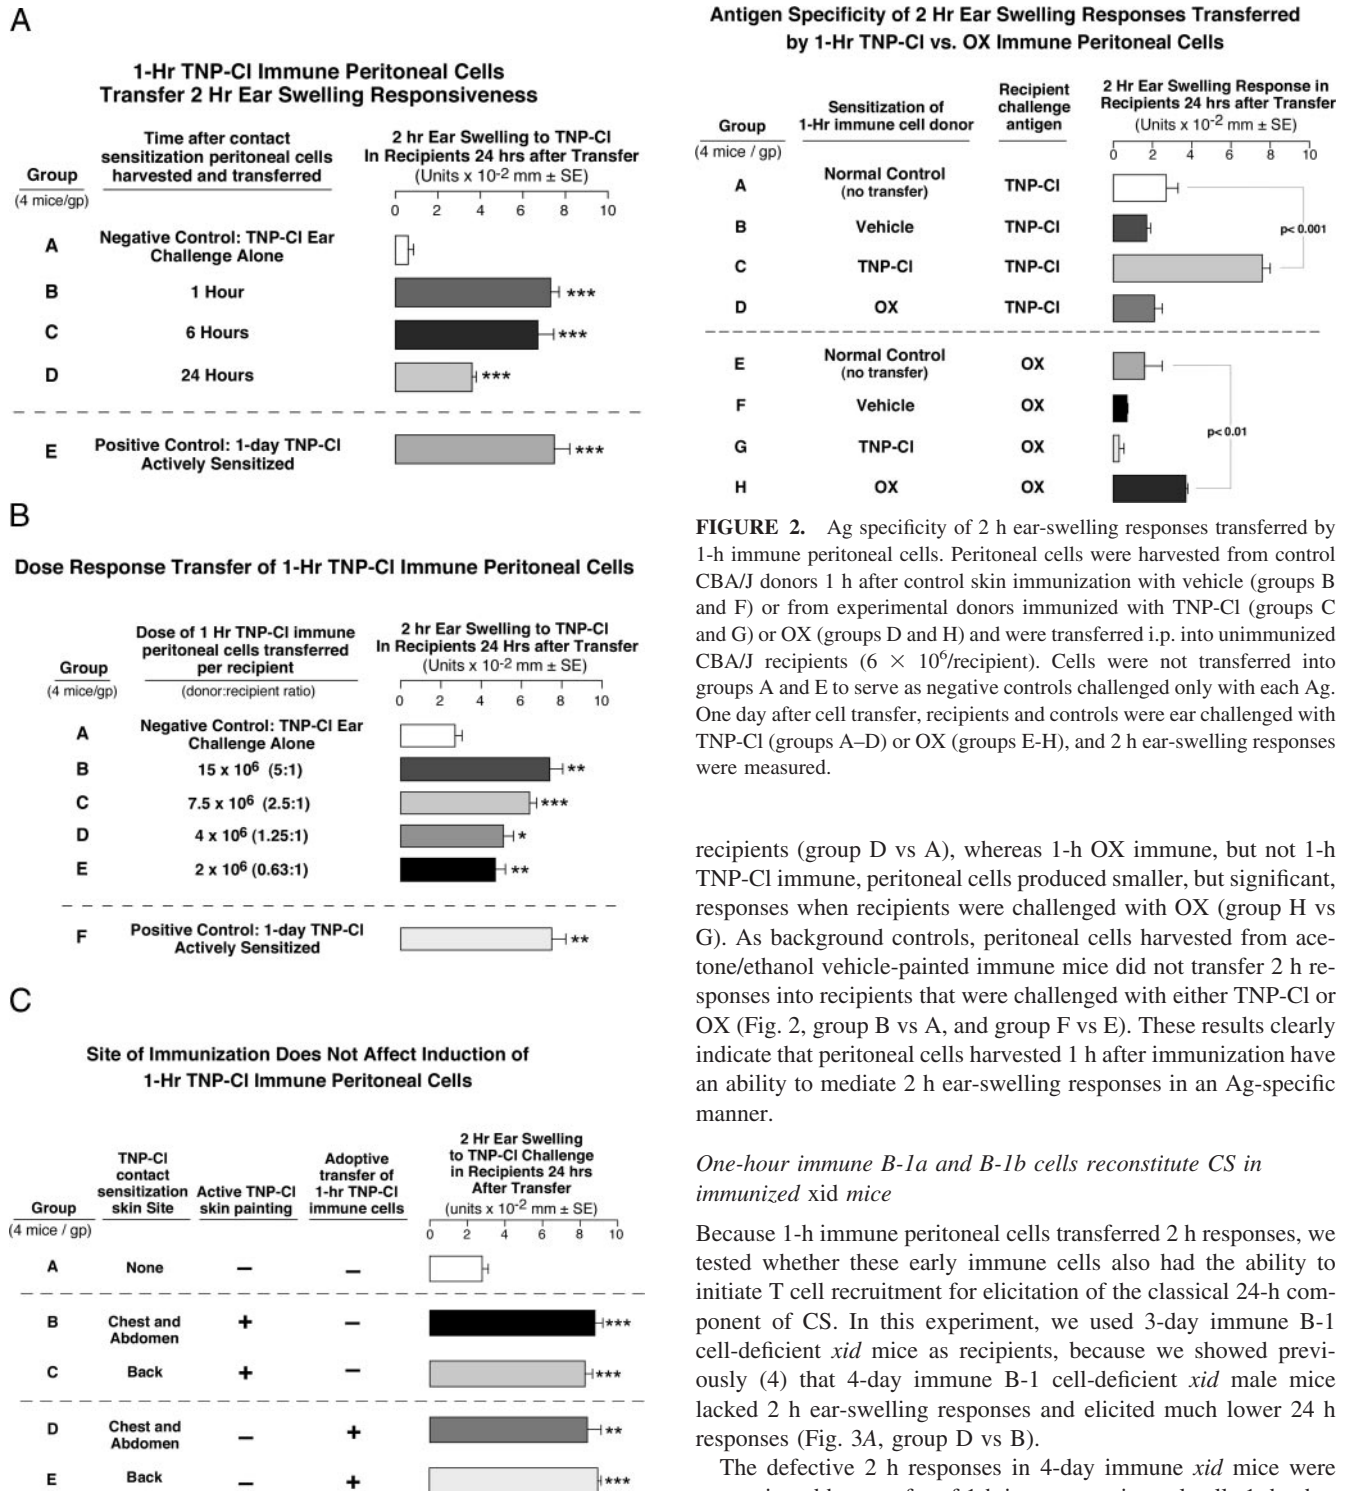 A
1-Hr TNP-Cl Immune Peritoneal Cells
Transfer 2 Hr Ear Swelling Responsiveness
Group
(4 mice/gp)
Time after contact
sensitization peritoneal cells
harvested and transferred
2 hr Ear Swelling to TNP-Cl
In Recipients 24 hrs after Transfer
(Units x 10-2 mm ± SE)
0 2 4 6 8 10
A Negative Control: TNP-Cl Ear
Challenge Alone
B 1 Hour ***
C 6 Hours ***
D 24 Hours ***
E Positive Control: 1-day TNP-Cl
Actively Sensitized ***
B
Dose Response Transfer of 1-Hr TNP-Cl Immune Peritoneal Cells
Group
(4 mice/gp)
Dose of 1 Hr TNP-Cl immune
peritoneal cells transferred
per recipient
(donor:recipient ratio)
2 hr Ear Swelling to TNP-Cl
In Recipients 24 Hrs after Transfer
(Units x 10-2 mm ± SE)
0 2 4 6 8 10
A Negative Control: TNP-Cl Ear
Challenge Alone
B 15 x 106 (5:1) **
C 7.5 x 106 (2.5:1) ***
D 4 x 106 (1.25:1) *
E 2 x 106 (0.63:1) **
F Positive Control: 1-day TNP-Cl
Actively Sensitized **
C
Site of Immunization Does Not Affect Induction of
1-Hr TNP-Cl Immune Peritoneal Cells
Group
(4 mice / gp)
TNP-Cl
contact
sensitization
skin Site
Active TNP-Cl
skin painting
Adoptive
transfer of
1-hr TNP-Cl
immune cells
2 Hr Ear Swelling
to TNP-Cl Challenge
in Recipients 24 hrs
After Transfer
(units x 10-2 mm ± SE)
0 2 4 6 8 10
A None – –
B Chest and
Abdomen + – ***
C Back + – ***
D Chest and
Abdomen – + **
E Back – + ***
Antigen Specificity of 2 Hr Ear Swelling Responses Transferred
by 1-Hr TNP-Cl vs. OX Immune Peritoneal Cells
Group
(4 mice / gp)
Sensitization of
1-Hr immune cell donor
Recipient
challenge
antigen
2 Hr Ear Swelling Response in
Recipients 24 hrs after Transfer
(Units x 10-2 mm ± SE)
0 2 4 6 8 10
A Normal Control
(no transfer) TNP-Cl
B Vehicle TNP-Cl
p< 0.001
C TNP-Cl TNP-Cl
D OX TNP-Cl
E Normal Control
(no transfer) OX
F Vehicle OX
p< 0.01
G TNP-Cl OX
H OX OX
FIGURE 2. Ag specificity of 2 h ear-swelling responses transferred by
1-h immune peritoneal cells. Peritoneal cells were harvested from control
CBA/J donors 1 h after control skin immunization with vehicle (groups B
and F) or from experimental donors immunized with TNP-Cl (groups C
and G) or OX (groups D and H) and were transferred i.p. into unimmunized
CBA/J recipients (6 × 106/recipient). Cells were not transferred into
groups A and E to serve as negative controls challenged only with each Ag.
One day after cell transfer, recipients and controls were ear challenged with
TNP-Cl (groups A–D) or OX (groups E-H), and 2 h ear-swelling responses
were measured.
recipients (group D vs A), whereas 1-h OX immune, but not 1-h
TNP-Cl immune, peritoneal cells produced smaller, but significant,
responses when recipients were challenged with OX (group H vs
G). As background controls, peritoneal cells harvested from ace-
tone/ethanol vehicle-painted immune mice did not transfer 2 h re-
sponses into recipients that were challenged with either TNP-Cl or
OX (Fig. 2, group B vs A, and group F vs E). These results clearly
indicate that peritoneal cells harvested 1 h after immunization have
an ability to mediate 2 h ear-swelling responses in an Ag-specific
manner.
One-hour immune B-1a and B-1b cells reconstitute CS in
immunized xid mice
Because 1-h immune peritoneal cells transferred 2 h responses, we
tested whether these early immune cells also had the ability to
initiate T cell recruitment for elicitation of the classical 24-h com-
ponent of CS. In this experiment, we used 3-day immune B-1
cell-deficient xid mice as recipients, because we showed previ-
ously (4) that 4-day immune B-1 cell-deficient xid male mice
lacked 2 h ear-swelling responses and elicited much lower 24 h
responses (Fig. 3A, group D vs B).
The defective 2 h responses in 4-day immune xid mice were